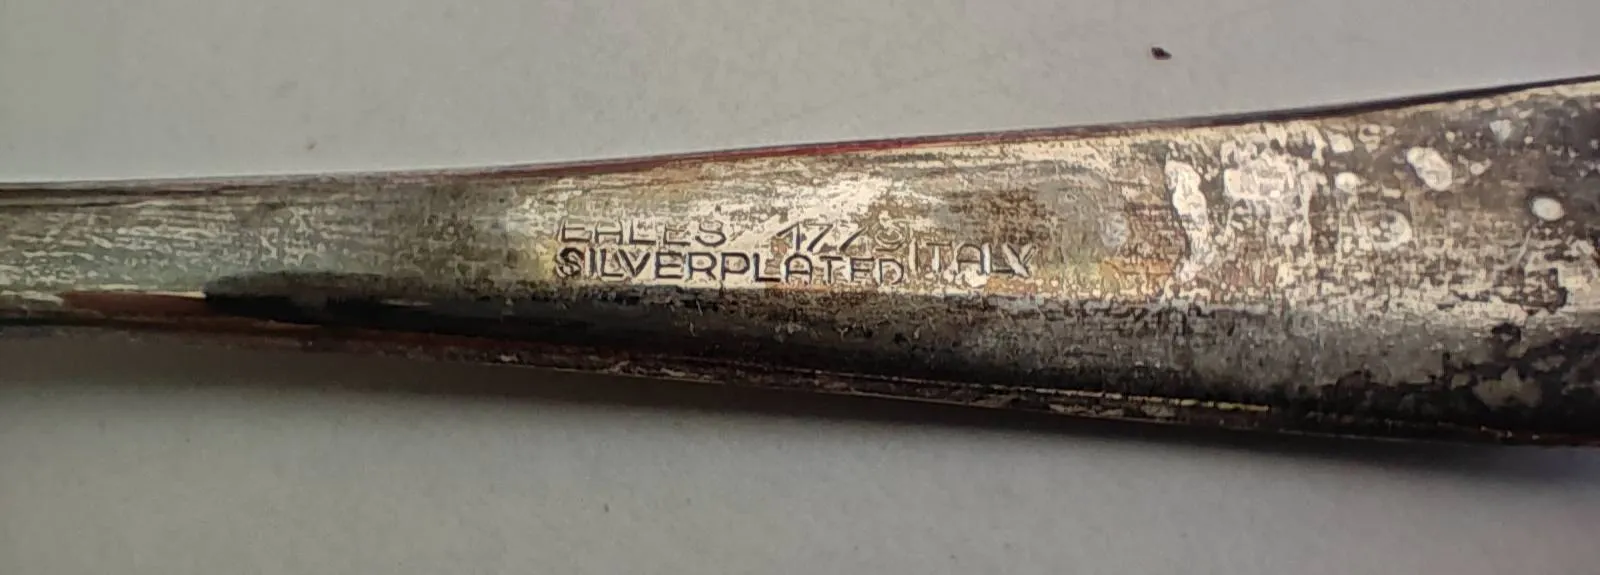 EALES 1779 ITALY
SILVERPLATED